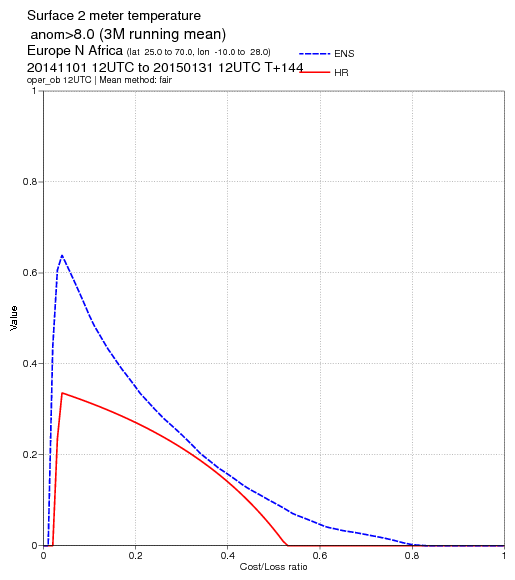 Surface 2 meter temperature
anom>8.0 (3M running mean)
Europe N Africa (lat 25.0 to 70.0, lon -10.0 to 28.0)
ENS
20141101 12UTC to 20150131 12UTC T+144
HR
oper_ob 12UTC | Mean method: fair
1
0.8
0.6
Value
0.4
0.2
0
0 0.2 0.4 0.6 0.8 1
Cost/Loss ratio